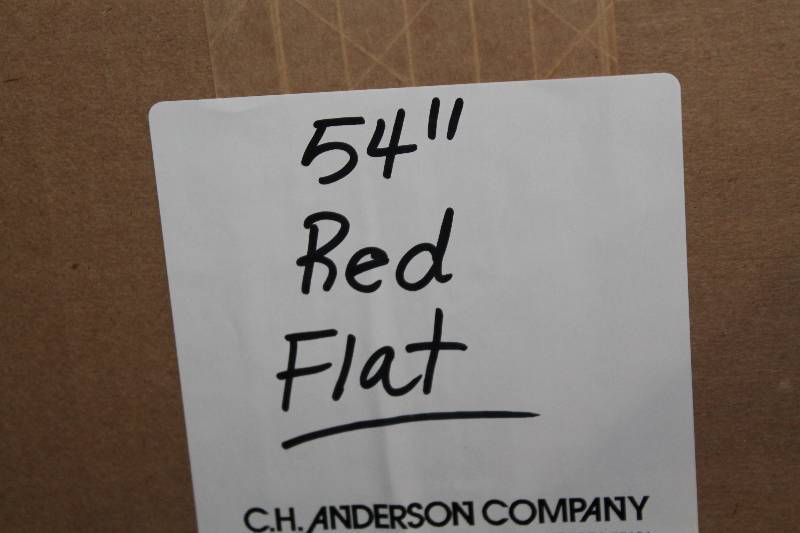 54"
Red
Flat
C.H. ANDERSON COMPANY